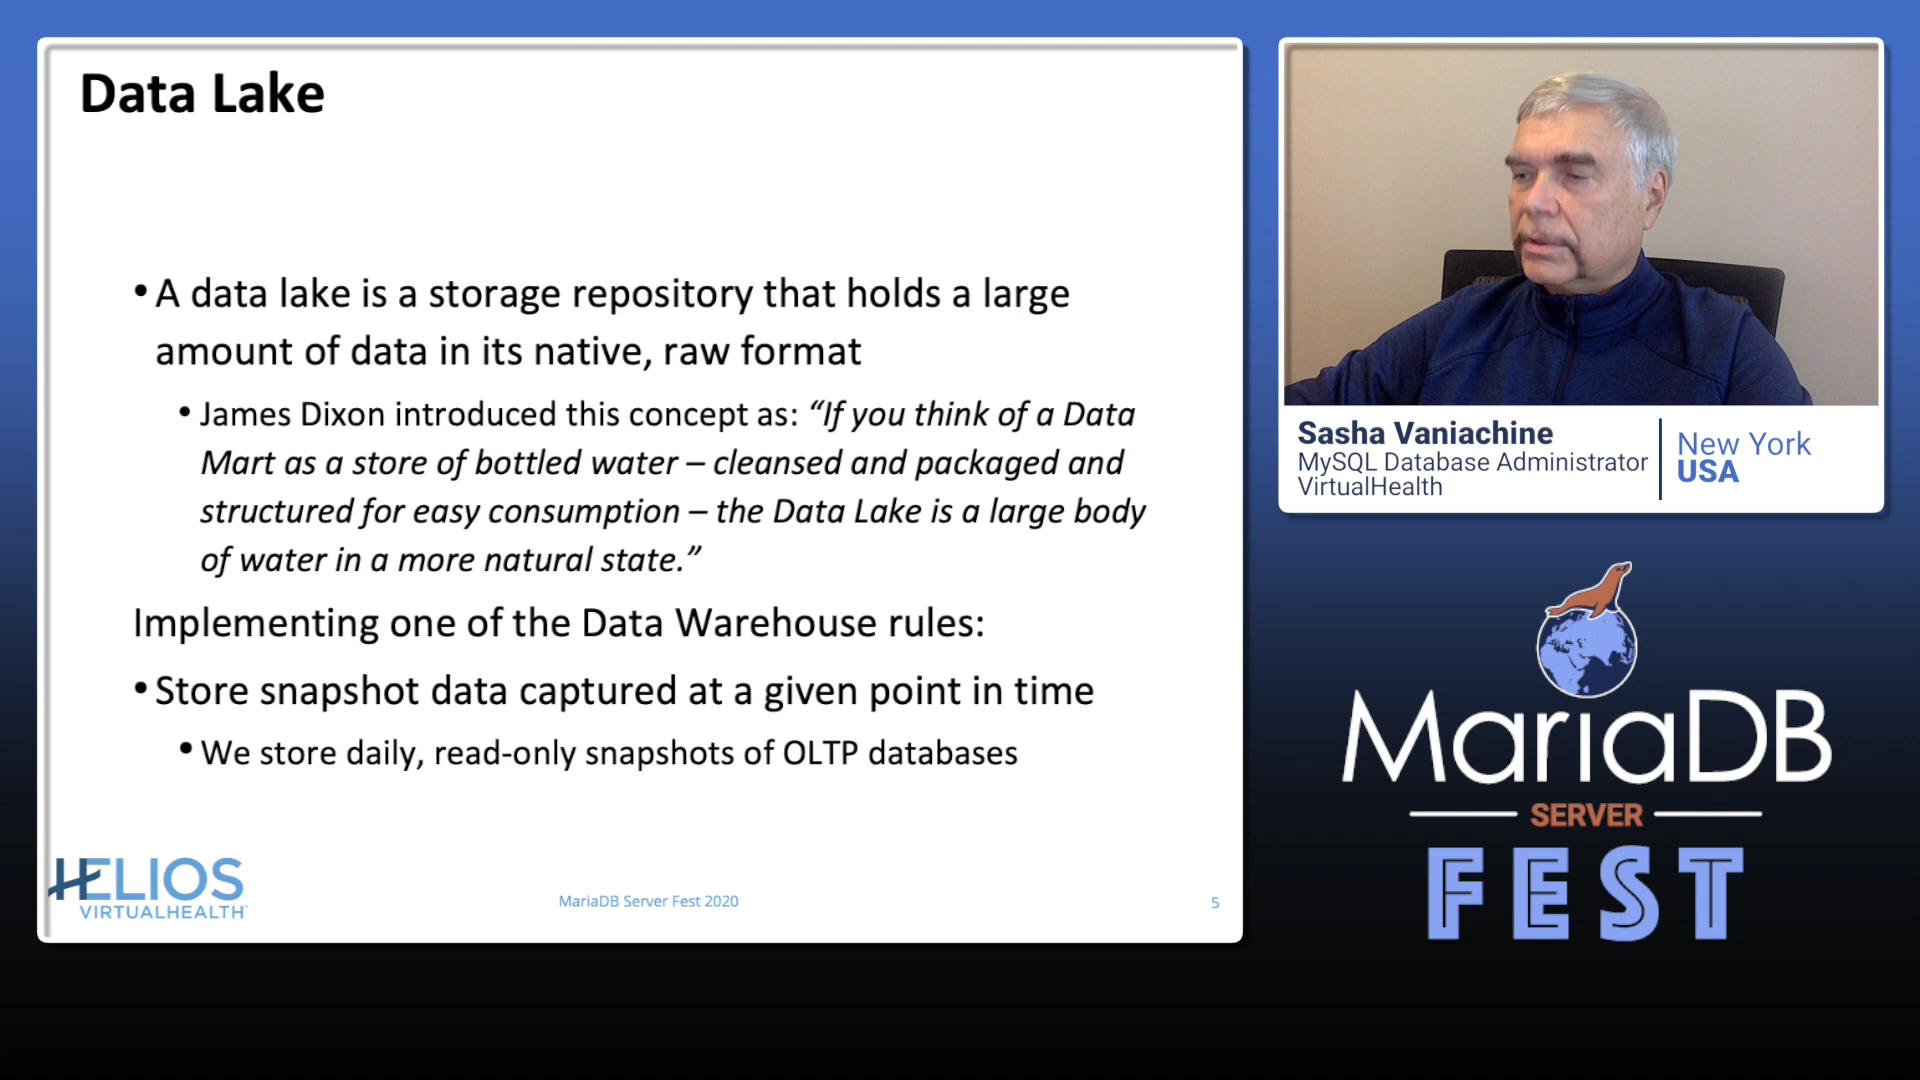 Data Lake
• A data lake is a storage repository that holds a large
amount of data in its native, raw format
• James Dixon introduced this concept as: “If you think of a Data
Mart as a store of bottled water – cleansed and packaged and
structured for easy consumption – the Data Lake is a large body
of water in a more natural state.”
Implementing one of the Data Warehouse rules:
• Store snapshot data captured at a given point in time
• We store daily, read-only snapshots of OLTP databases
HELIOS
VIRTUALHEALTH
MariaDB Server Fest 2020
5
Sasha Vaniachine
MySQL Database Administrator
VirtualHealth
New York
USA
MariaDB
SERVER
FEST